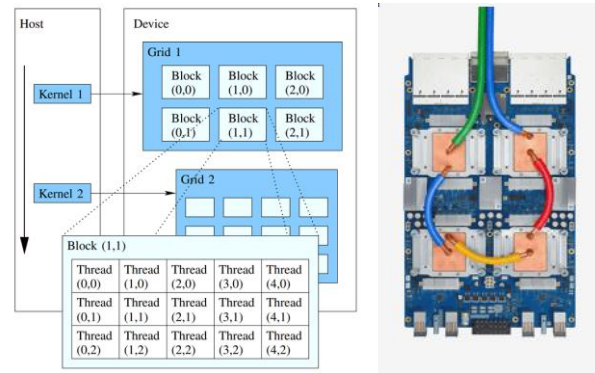 Host
Device
Grid 1
Kernel 1
Block
(0,0)
Block
(1,0)
Block
(2,0)
Block
(0,1)
Block
(1,1)
Block
(2,1)
Kernel 2
Grid 2
Block (1,1)
Thread
(0,0)
Thread
(1,0)
Thread
(2,0)
Thread
(3,0)
Thread
(4,0)
Thread
(0,1)
Thread
(1,1)
Thread
(2,1)
Thread
(3,1)
Thread
(4,1)
Thread
(0,2)
Thread
(1,2)
Thread
(2,2)
Thread
(3,2)
Thread
(4,2)